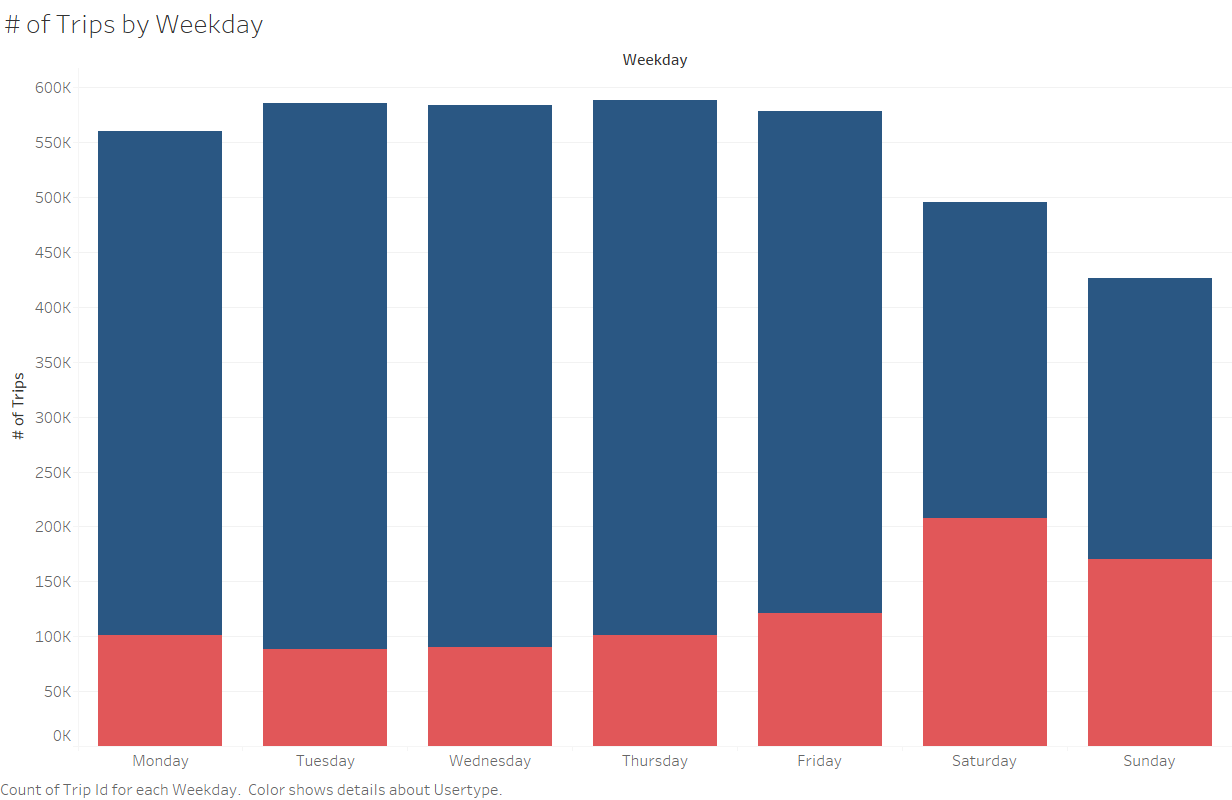 # of Trips by Weekday
Weekday
600K
550K
500K
450K
400K
350K
300K
250K
200K
150K
100K
50K
0K
# of Trips
Monday Tuesday Wednesday Thursday Friday Saturday Sunday
Count of Trip Id for each Weekday. Color shows details about Usertype.